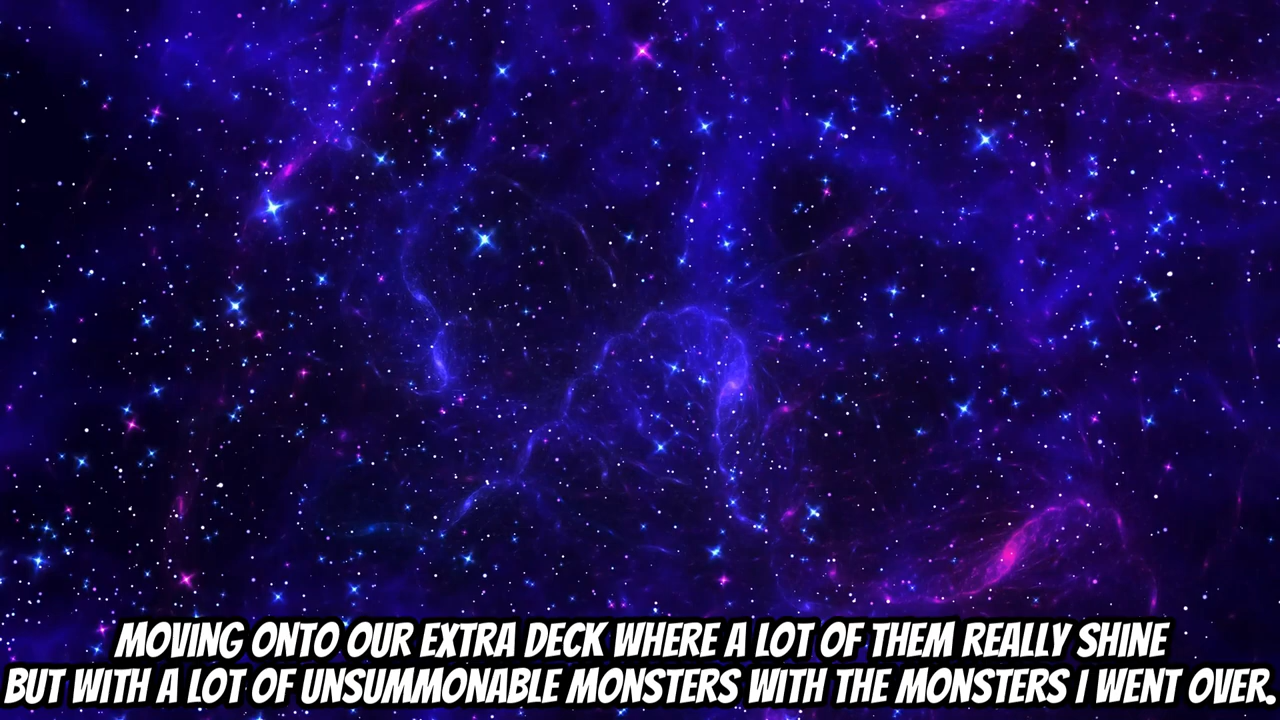 MOVING ONTO OUR EXTRA DECK WHERE A LOT OF THEM REALLY SHINE
BUT WITH A LOT OF UNSUMMONABLE MONSTERS WITH THE MONSTERS I WENT OVER.